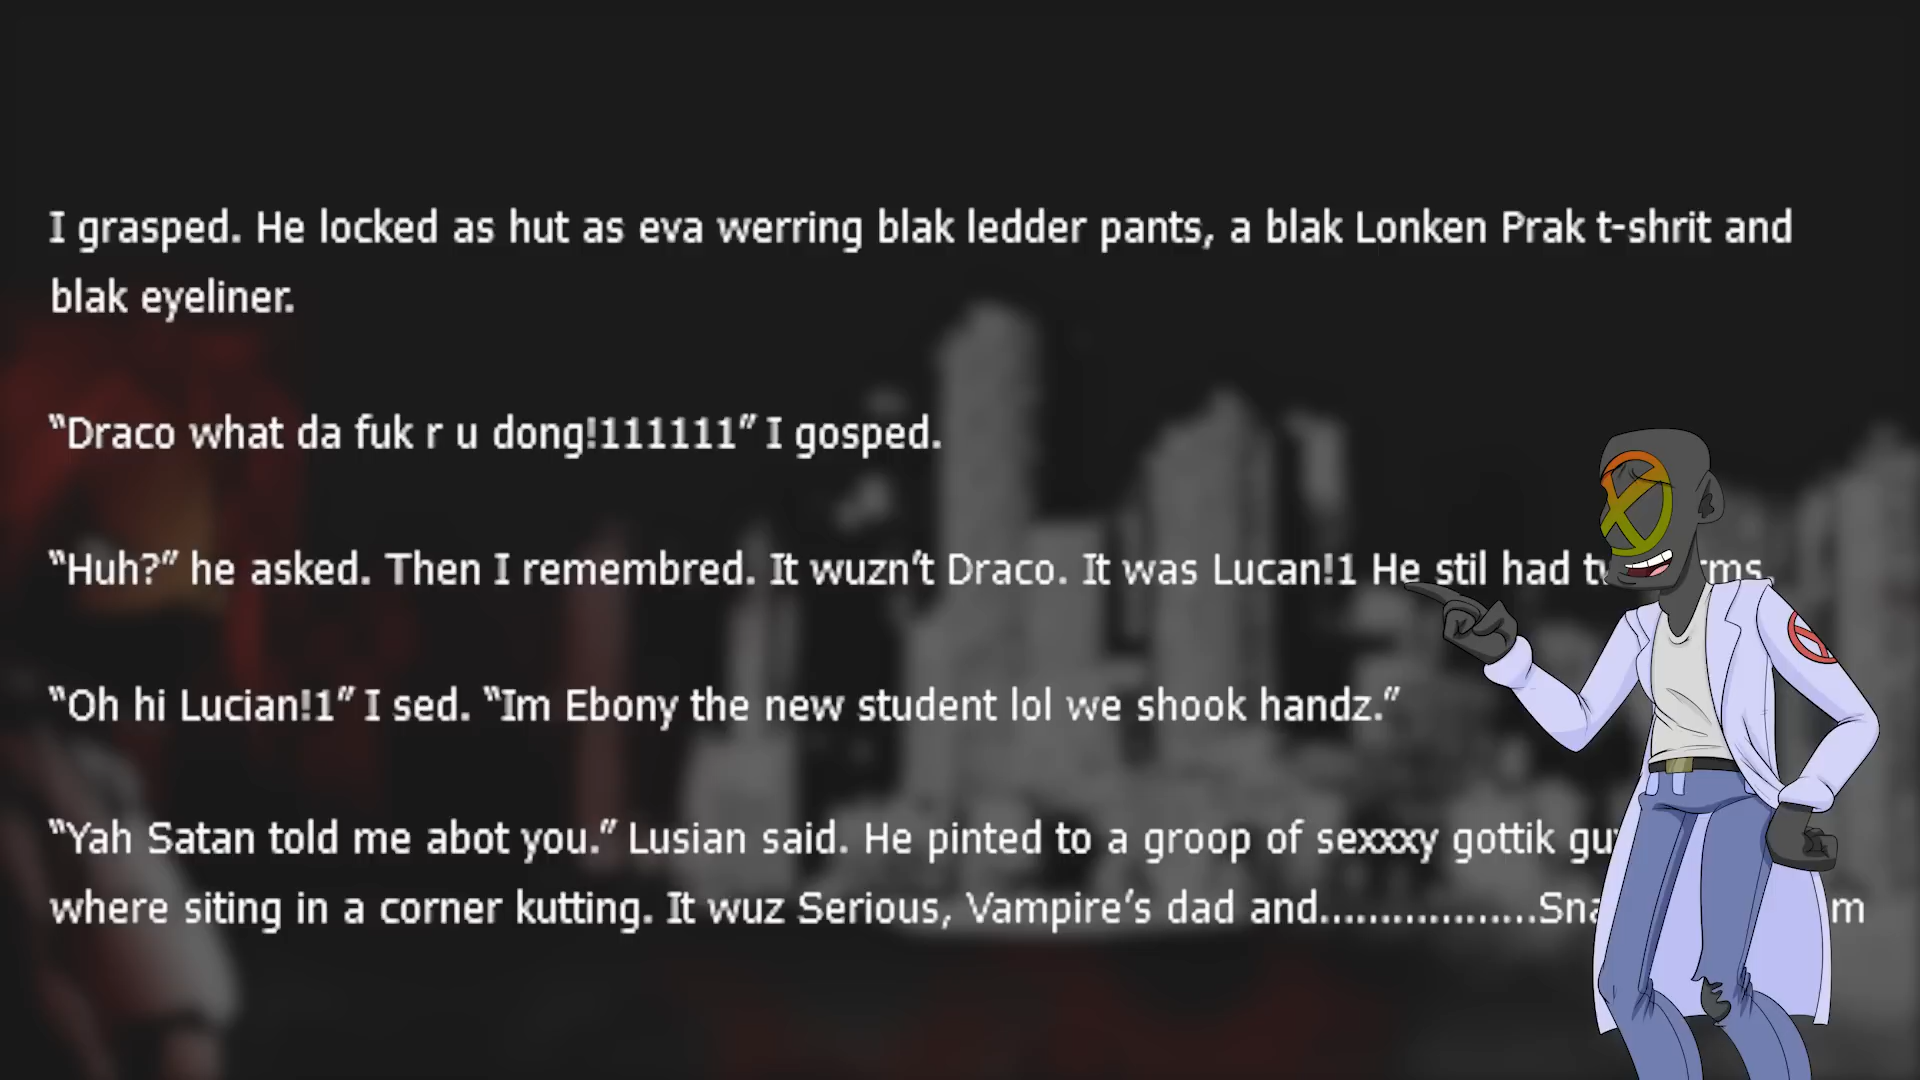 I grasped. He locked as hut as eva werring blak ledder pants, a blak Lonken Prak t-shrit and
blak eyeliner.
“Draco what da fuk r u dong!111111” I gosped.
“Huh?” he asked. Then I remembred. It wuzn’t Draco. It was Lucan!1 He stil had
“Oh hi Lucian!1” I sed. “Im Ebony the new student lol we shook handz.”
“Yah Satan told me abot you.” Lusian said. He pinted to a groop of sexxxy gottik
where siting in a corner kutting. It wuz Serious, Vampire’s dad and………………